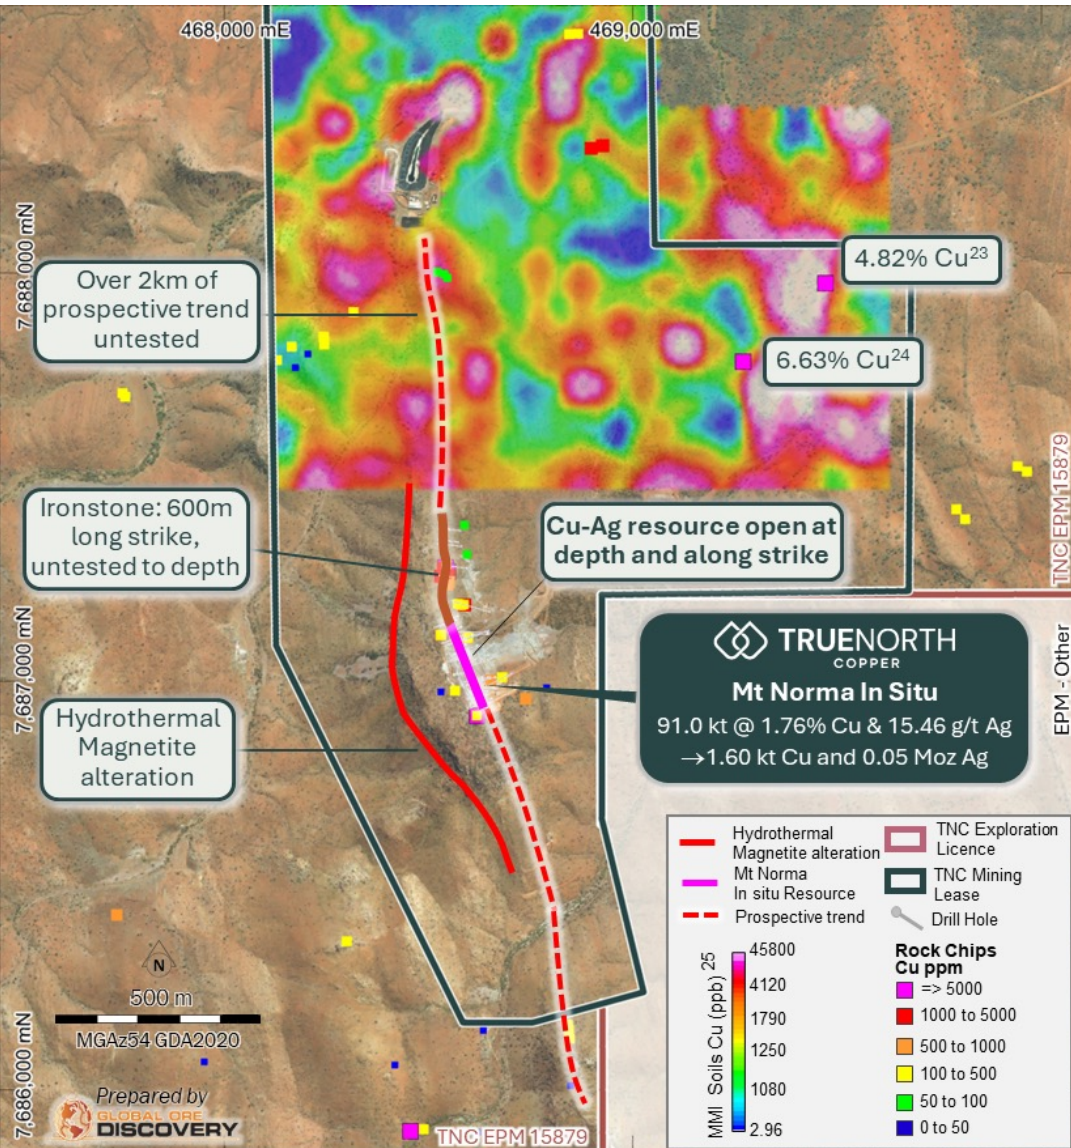 468,000 mE
469,000 mE
7,688,000 mN
Over 2km of
prospective trend
untested
4.82% Cu23
6.63% Cu24
TNC EPM 15879
Ironstone: 600m
long strike,
untested to depth
Cu-Ag resource open at
depth and along strike
7,687,000 mN
TRUENORTH
COPPER
Mt Norma In Situ
91.0 kt @ 1.76% Cu & 15.46 g/t Ag
→1.60 kt Cu and 0.05 Moz Ag
EPM - Other
Hydrothermal
Magnetite
alteration
Hydrothermal
Magnetite alteration
Mt Norma
In situ Resource
Prospective trend
TNC Exploration
Licence
TNC Mining
Lease
Drill Hole
MMI Soils Cu (ppb) 25
45800
4120
1790
1250
1080
2.96
Rock Chips
Cu ppm
=> 5000
1000 to 5000
500 to 1000
100 to 500
50 to 100
0 to 50
N
500 m
MGAz54 GDA2020
7,686,000 mN
Prepared by
GLOBAL ORE
DISCOVERY
TNC EPM 15879